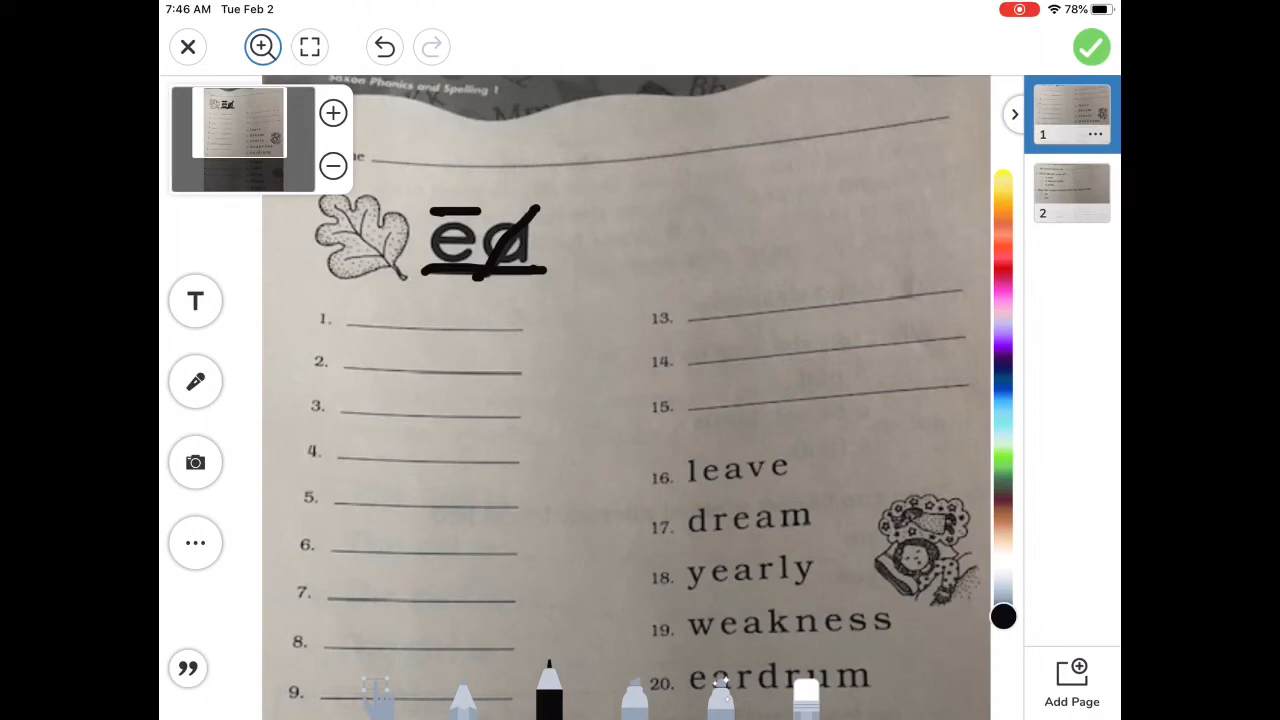 7:46 AM Tue Feb 2
78%
Saxon Phonics and Spelling 1
ēa
1.
2.
3.
4.
5.
6.
7.
8.
9.
13.
14.
15.
16. leave
17. dream
18. yearly
19. weakness
20. eardrum
T
1
2
Add Page